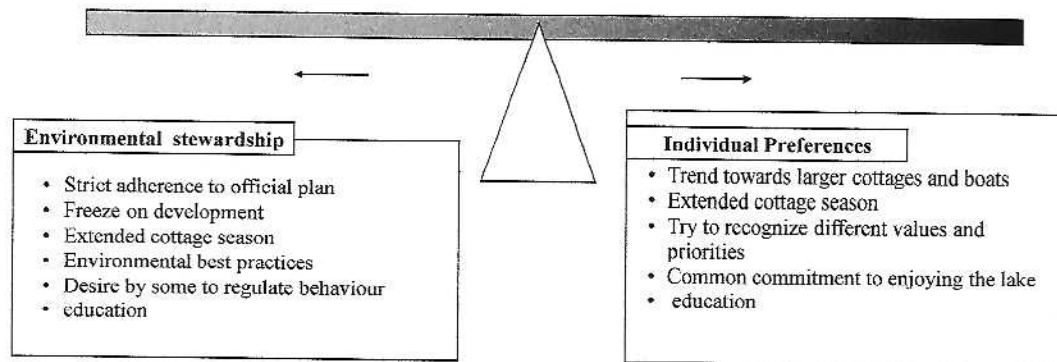 Environmental stewardship
• Strict adherence to official plan
• Freeze on development
• Extended cottage season
• Environmental best practices
• Desire by some to regulate behaviour
• education
Individual Preferences
• Trend towards larger cottages and boats
• Extended cottage season
• Try to recognize different values and
priorities
• Common commitment to enjoying the lake
• education